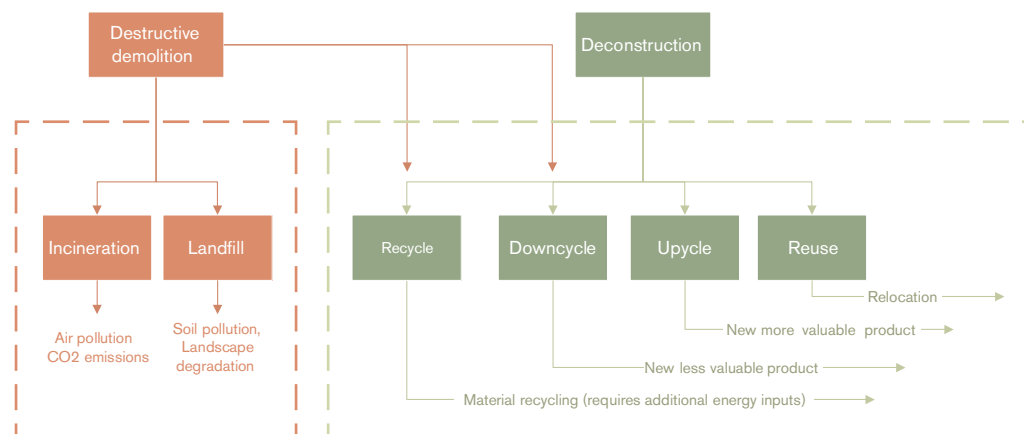 Destructive
demolition
Deconstruction
Incineration
Landfill
Recycle
Downcycle
Upcycle
Reuse
Air pollution
CO2 emissions
Soil pollution,
Landscape
degradation
Relocation
New more valuable product
New less valuable product
Material recycling (requires additional energy inputs)